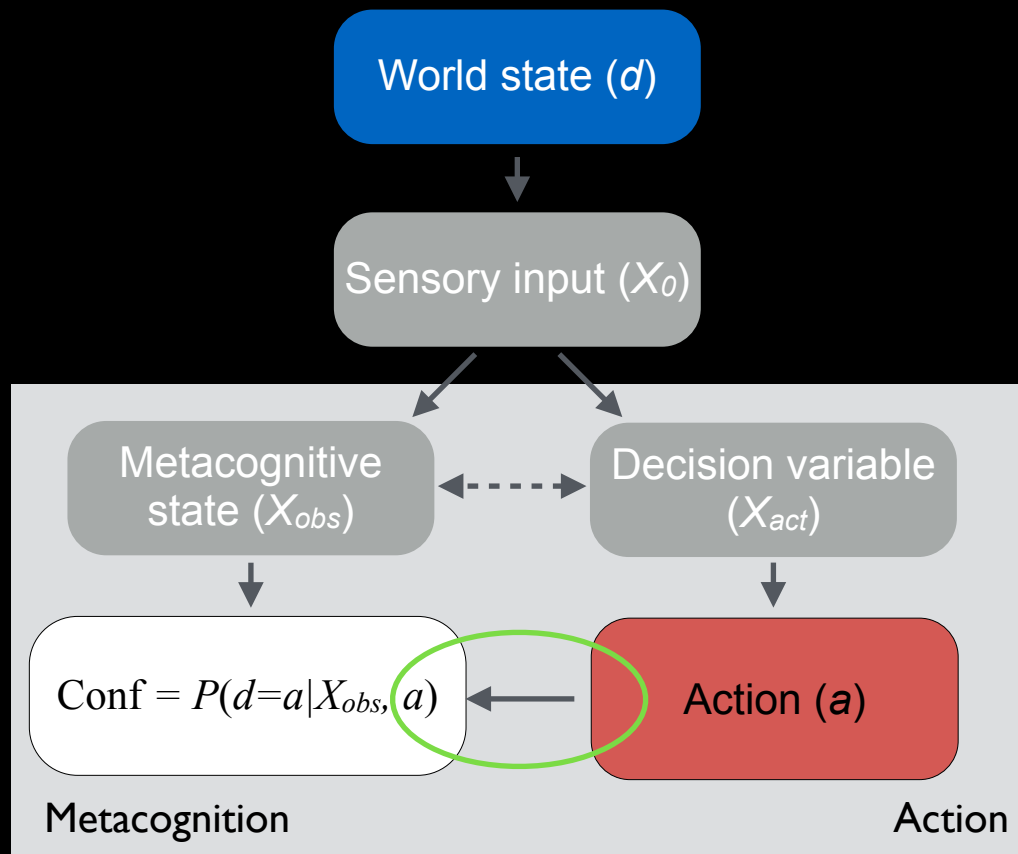 World state (d)
Sensory input (X0)
Metacognitive
state (Xobs)
Decision variable
(Xact)
Conf = P(d=a|Xobs, a)
Action (a)
Metacognition
Action